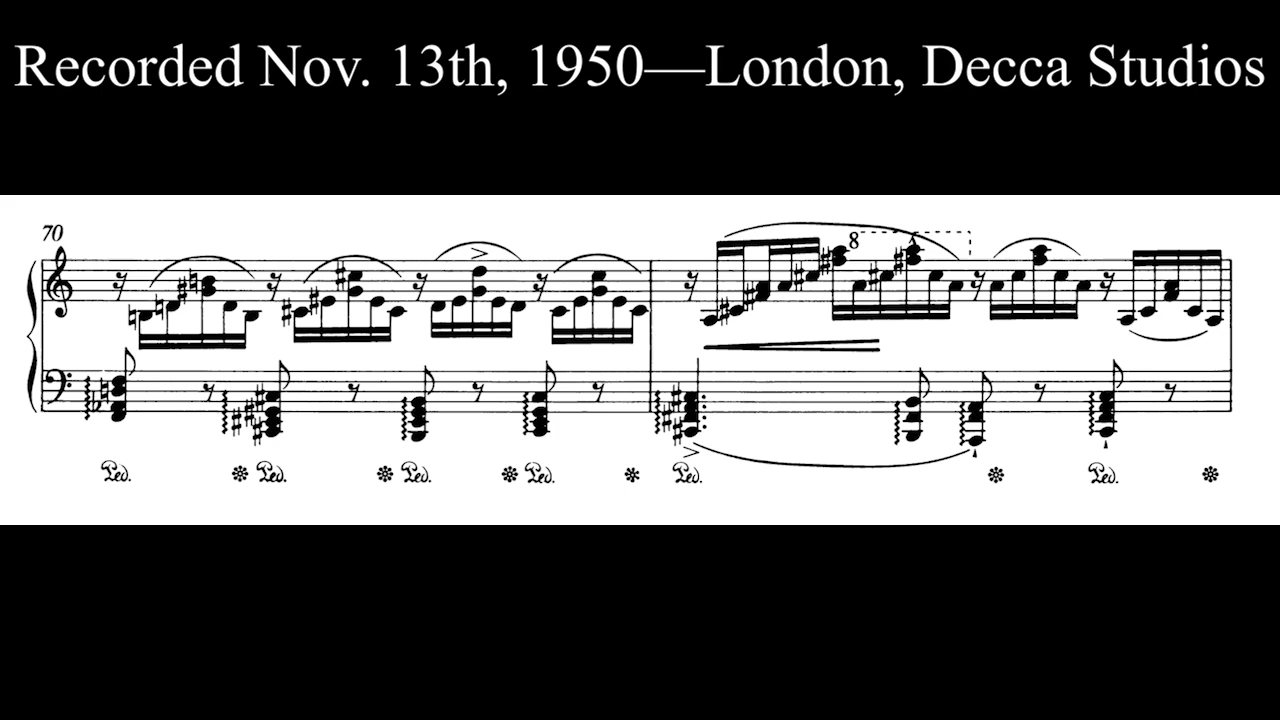 Recorded Nov. 13th, 1950—London, Decca Studios
70
8
Ped. Ped. Ped. Ped. Ped. Ped.